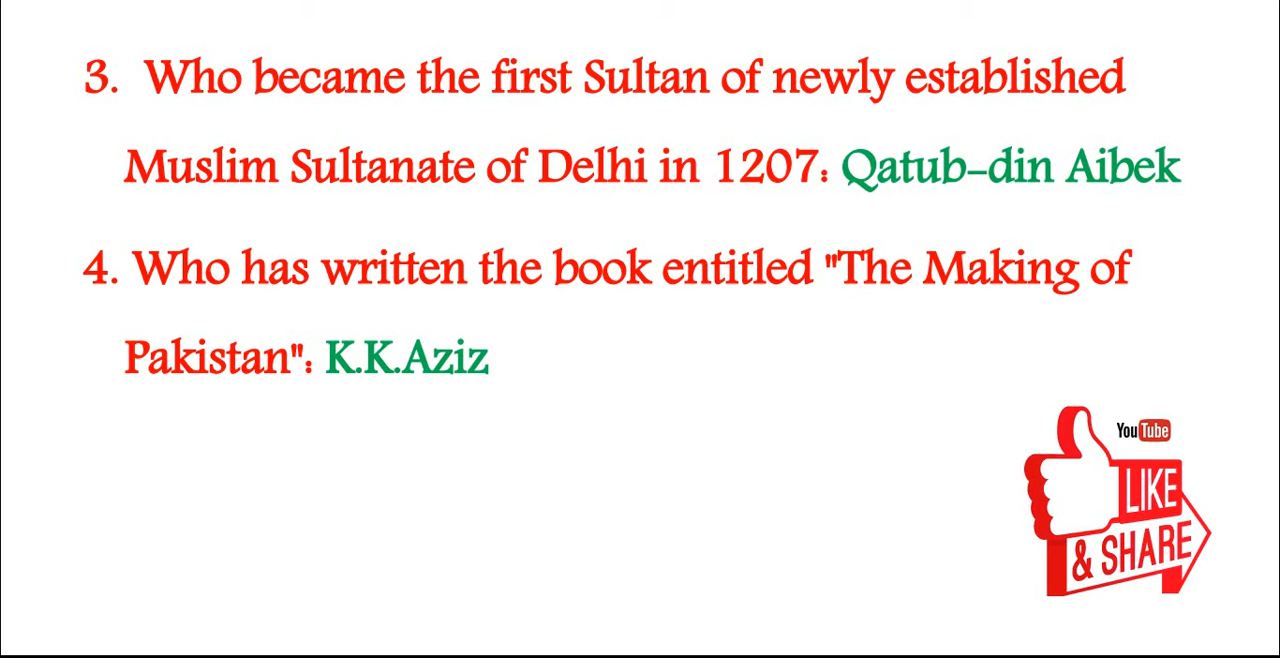 3. Who became the first Sultan of newly established
Muslim Sultanate of Delhi in 1207: Qatub-din Aibek
4. Who has written the book entitled "The Making of
Pakistan": K.K.Aziz
YouTube
LIKE
& SHARE